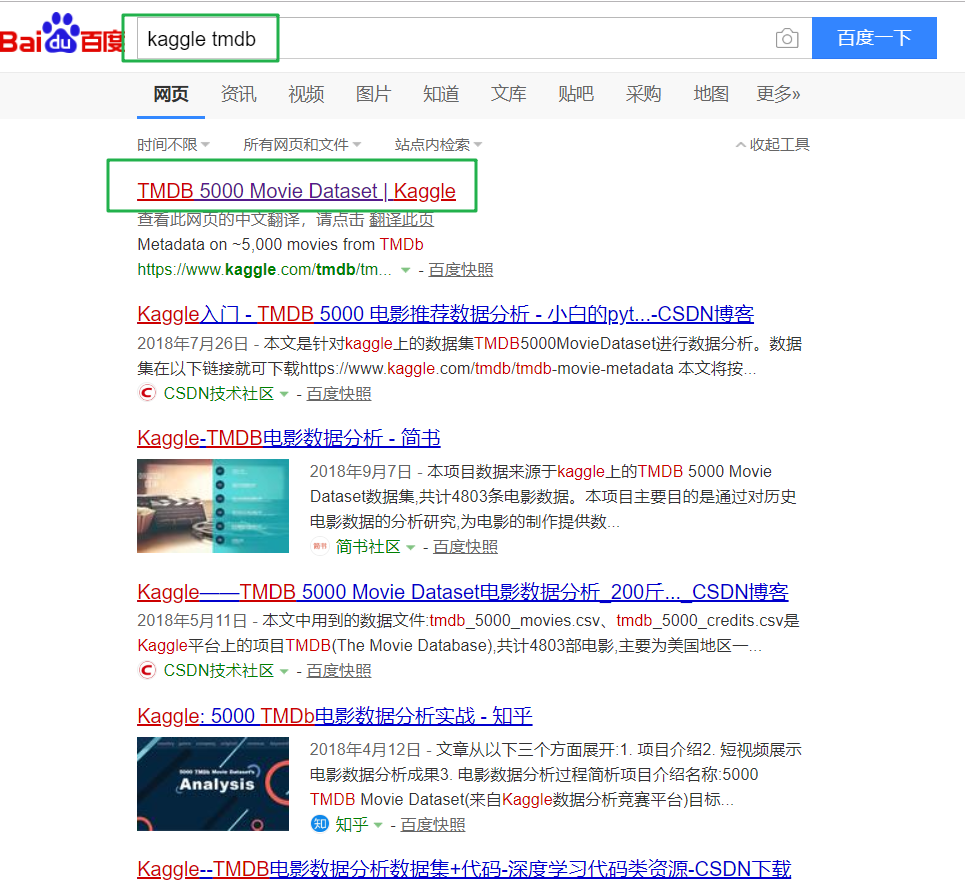 Bai du 百度
kaggle tmdb
百度一下
网页 资讯 视频 图片 知道 文库 贴吧 采购 地图 更多»
时间不限 所有网页和文件 站点内检索 收起工具
TMDB 5000 Movie Dataset | Kaggle
查看此网页的中文翻译，请点击 翻译此页
Metadata on ~5,000 movies from TMDb
https://www.kaggle.com/tmdb/tm... - 百度快照
Kaggle入门 - TMDB 5000 电影推荐数据分析 - 小白的pyt...-CSDN博客
2018年7月26日 - 本文是针对kaggle上的数据集TMDB5000MovieDataset进行数据分析。数据
集在以下链接就可下载https://www.kaggle.com/tmdb/tmdb-movie-metadata 本文将按...
CSDN技术社区 - 百度快照
Kaggle-TMDB电影数据分析 - 简书
2018年9月7日 - 本项目数据来源于kaggle上的TMDB 5000 Movie
Dataset数据集,共计4803条电影数据。本项目主要目的是通过对历史
电影数据的分析研究,为电影的制作提供数...
简书 简书社区 - 百度快照
Kaggle——TMDB 5000 Movie Dataset电影数据分析_200斤..._CSDN博客
2018年5月11日 - 本文中用到的数据文件:tmdb_5000_movies.csv、tmdb_5000_credits.csv是
Kaggle平台上的项目TMDB(The Movie Database),共计4803部电影,主要为美国地区一...
CSDN技术社区 - 百度快照
Kaggle: 5000 TMDb电影数据分析实战 - 知乎
5000 TMDb Movie Dataset's
Analysis
2018年4月12日 - 文章从以下三个方面展开:1. 项目介绍2. 短视频展示
电影数据分析成果3. 电影数据分析过程简析项目介绍名称:5000
TMDB Movie Dataset(来自Kaggle数据分析竞赛平台)目标...
知 知乎 - 百度快照
Kaggle--TMDB电影数据分析数据集+代码-深度学习代码类资源-CSDN下载